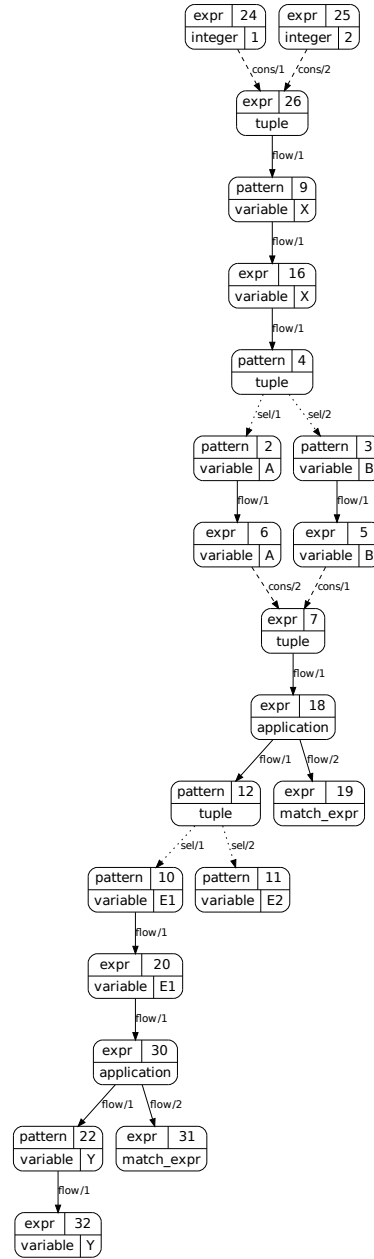 expr 24 expr 25
integer 1 integer 2
cons/1 cons/2
expr 26
tuple
flow/1
pattern 9
variable X
flow/1
expr 16
variable X
flow/1
pattern 4
tuple
sel/1 sel/2
pattern 2 pattern 3
variable A variable B
flow/1 flow/1
expr 6 expr 5
variable A variable B
cons/2 cons/1
expr 7
tuple
flow/1
expr 18
application
flow/1 flow/2
pattern 12 expr 19
tuple match_expr
sel/1 sel/2
pattern 10 pattern 11
variable E1 variable E2
flow/1
expr 20
variable E1
flow/1
expr 30
application
flow/1 flow/2
pattern 22 expr 31
variable Y match_expr
flow/1
expr 32
variable Y